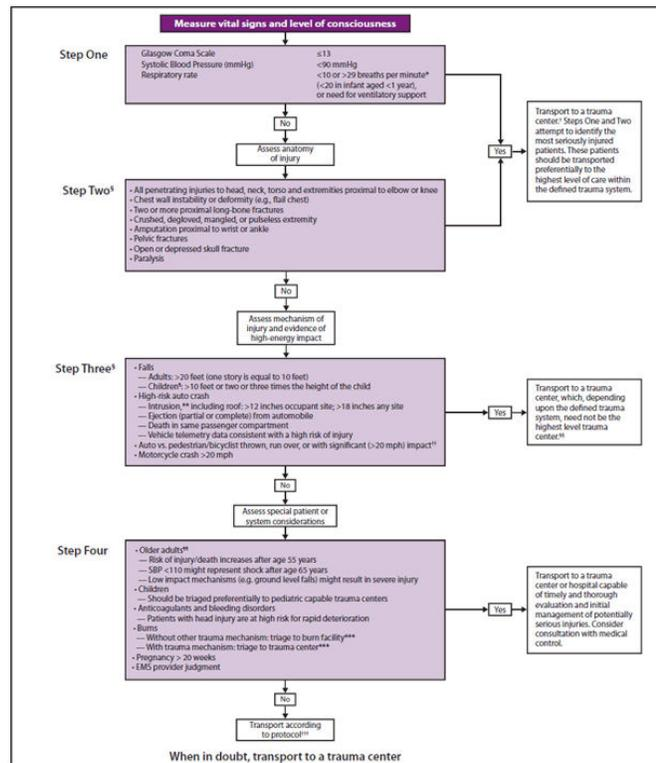 Measure vital signs and level of consciousness
Step One
Glasgow Coma Scale ≤13
Systolic Blood Pressure (mmHg) <90 mmHg
Respiratory rate <10 or >29 breaths per minute*
(<20 in infant aged <1 year),
or need for ventilatory support
No
Assess anatomy
of injury
Yes
Transport to a trauma
center.† Steps One and Two
attempt to identify the
most seriously injured
patients. These patients
should be transported
preferentially to the
highest level of care within
the defined trauma system.
Step Two§
• All penetrating injuries to head, neck, torso and extremities proximal to elbow or knee
• Chest wall instability or deformity (e.g., flail chest)
• Two or more proximal long-bone fractures
• Crushed, degloved, mangled, or pulseless extremity
• Amputation proximal to wrist or ankle
• Pelvic fractures
• Open or depressed skull fracture
• Paralysis
No
Assess mechanism of
injury and evidence of
high-energy impact
Step Three§
• Falls
— Adults: >20 feet (one story is equal to 10 feet)
— Children¶: >10 feet or two or three times the height of the child
• High-risk auto crash
— Intrusion,** including roof: >12 inches occupant site; >18 inches any site
— Ejection (partial or complete) from automobile
— Death in same passenger compartment
— Vehicle telemetry data consistent with a high risk of injury
• Auto vs. pedestrian/bicyclist thrown, run over, or with significant (>20 mph) impact††
• Motorcycle crash >20 mph
Yes
Transport to a trauma
center, which, depending
upon the defined trauma
system, need not be the
highest level trauma
center.§§
No
Assess special patient or
system considerations
Step Four
• Older adults¶¶
— Risk of injury/death increases after age 55 years
— SBP <110 might represent shock after age 65 years
— Low impact mechanisms (e.g. ground level falls) might result in severe injury
• Children
— Should be triaged preferentially to pediatric capable trauma centers
• Anticoagulants and bleeding disorders
— Patients with head injury are at high risk for rapid deterioration
• Burns
— Without other trauma mechanism: triage to burn facility***
— With trauma mechanism: triage to trauma center***
• Pregnancy > 20 weeks
• EMS provider judgment
Yes
Transport to a trauma
center or hospital capable
of timely and thorough
evaluation and initial
management of potentially
serious injuries. Consider
consultation with medical
control.
No
Transport according
to protocol†††
When in doubt, transport to a trauma center